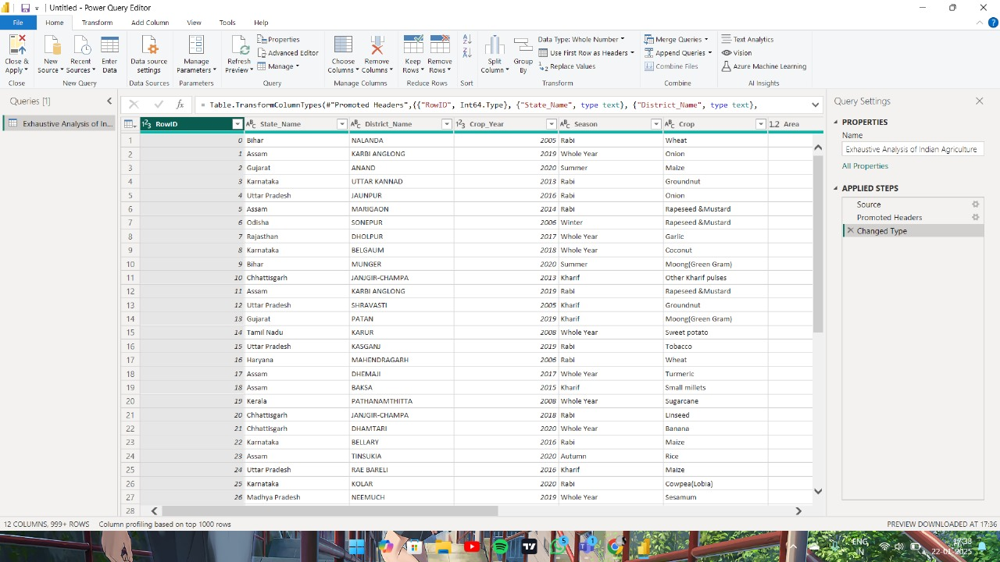 Untitled - Power Query Editor
File Home Transform Add Column View Tools Help
Close & Apply New Source Recent Sources Enter Data Data source settings Manage Parameters Refresh Preview Properties Advanced Editor Manage Choose Columns Remove Columns Keep Rows Remove Rows Split Column Group By Data Type: Whole Number Use First Row as Headers Replace Values Merge Queries Append Queries Combine Files Text Analytics Vision Azure Machine Learning
Close New Query Data Sources Parameters Query Manage Columns Reduce Rows Sort Transform Combine AI Insights
Queries [1]
Exhaustive Analysis of In...
= Table.TransformColumnTypes(#"Promoted Headers",{{"RowID", Int64.Type}, {"State_Name", type text}, {"District_Name", type text},
RowID State_Name District_Name Crop_Year Season Crop 1.2 Area
1 0 Bihar NALANDA 2005 Rabi Wheat
2 1 Assam KARBI ANGLONG 2019 Whole Year Onion
3 2 Gujarat ANAND 2020 Summer Maize
4 3 Karnataka UTTAR KANNAD 2013 Rabi Groundnut
5 4 Uttar Pradesh JAUNPUR 2016 Rabi Onion
6 5 Assam MARIGAON 2014 Rabi Rapeseed &Mustard
7 6 Odisha SONEPUR 2006 Winter Rapeseed &Mustard
8 7 Rajasthan DHOLPUR 2017 Whole Year Garlic
9 8 Karnataka BELGAUM 2018 Whole Year Coconut
10 9 Bihar MUNGER 2020 Summer Moong(Green Gram)
11 10 Chhattisgarh JANJGIR-CHAMPA 2013 Kharif Other Kharif pulses
12 11 Assam KARBI ANGLONG 2019 Rabi Rapeseed &Mustard
13 12 Uttar Pradesh SHRAVASTI 2005 Kharif Groundnut
14 13 Gujarat PATAN 2019 Kharif Moong(Green Gram)
15 14 Tamil Nadu KARUR 2008 Whole Year Sweet potato
16 15 Uttar Pradesh KASGANJ 2019 Rabi Tobacco
17 16 Haryana MAHENDRAGARH 2006 Rabi Wheat
18 17 Assam DHEMAJI 2017 Whole Year Turmeric
19 18 Assam BAKSA 2015 Kharif Small millets
20 19 Kerala PATHANAMTHITTA 2008 Whole Year Sugarcane
21 20 Chhattisgarh JANJGIR-CHAMPA 2018 Rabi Linseed
22 21 Chhattisgarh DHAMTARI 2020 Whole Year Banana
23 22 Karnataka BELLARY 2016 Rabi Maize
24 23 Assam TINSUKIA 2020 Autumn Rice
25 24 Uttar Pradesh RAE BARELI 2016 Kharif Maize
26 25 Karnataka KOLAR 2020 Rabi Cowpea(Lobia)
27 26 Madhya Pradesh NEEMUCH 2019 Whole Year Sesamum
28
Query Settings
PROPERTIES
Name
Exhaustive Analysis of Indian Agriculture
All Properties
APPLIED STEPS
Source
Promoted Headers
Changed Type
12 COLUMNS, 999+ ROWS Column profiling based on top 1000 rows PREVIEW DOWNLOADED AT 17:36
ENG 17:38
22-01-2025